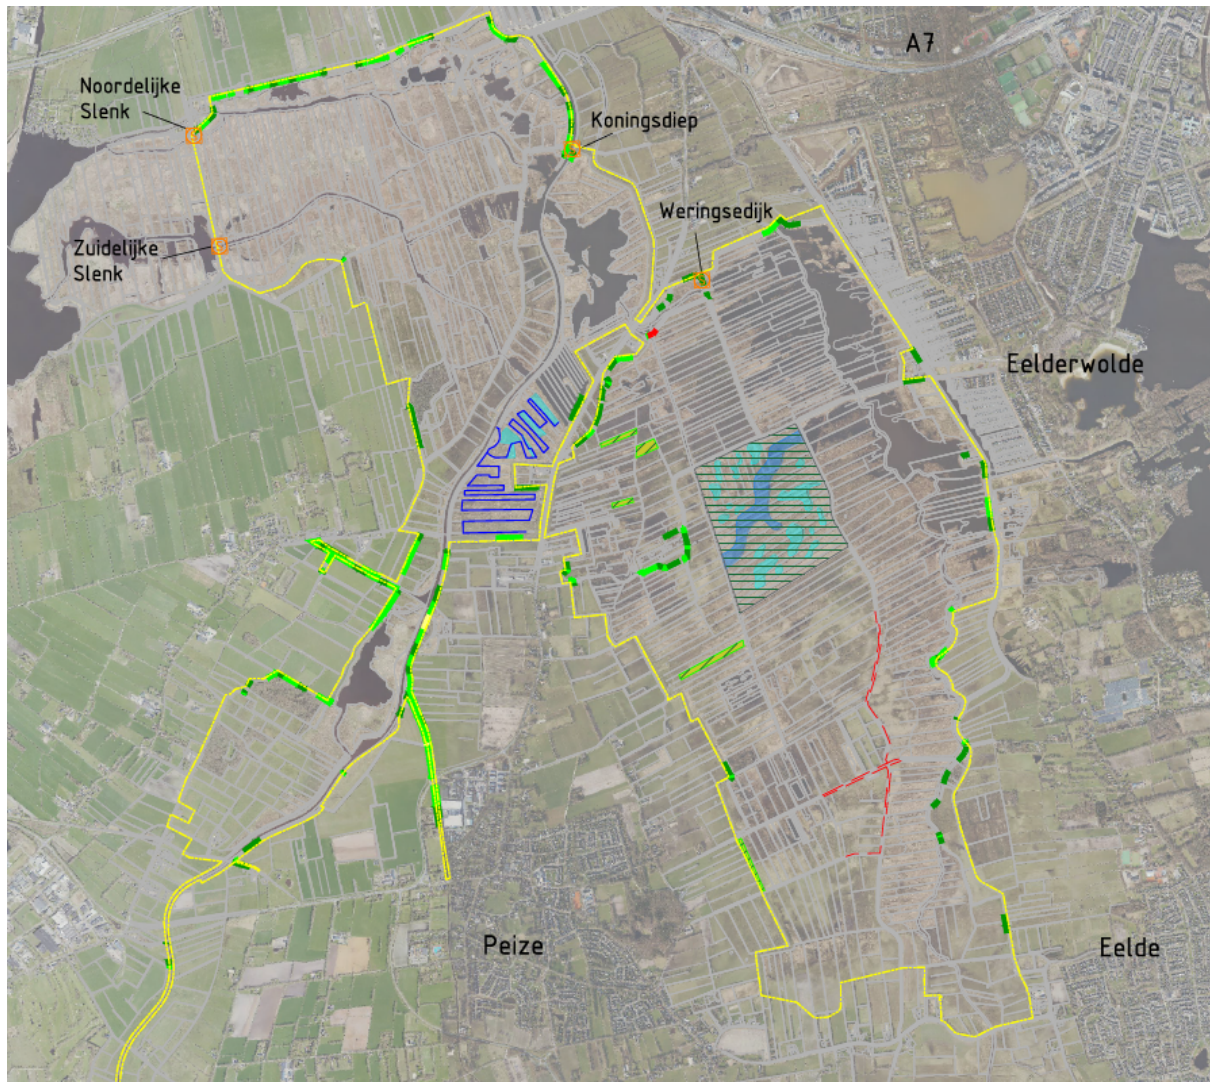 A7
Noordelijke
Slenk
Koningsdiep
Weringsedijk
Zuidelijke
Slenk
Eelderwolde
Peize
Eelde